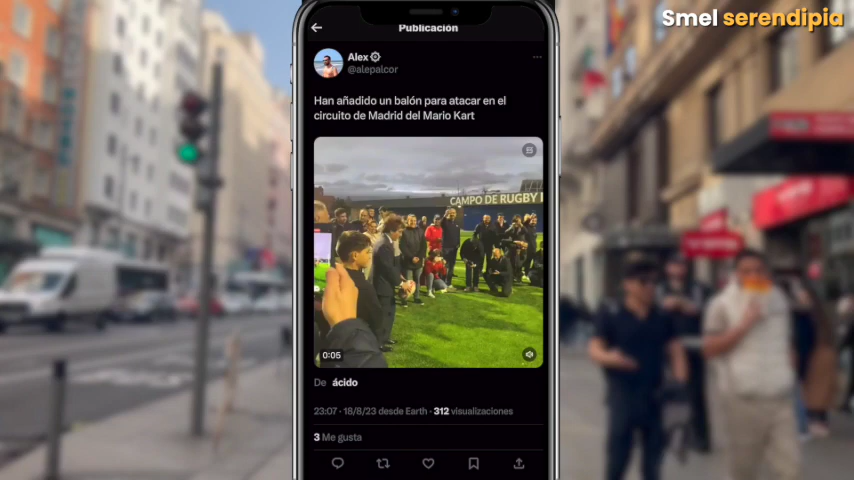 Smel serendipia
Publicación
Alex
@alepalcor
Han añadido un balón para atacar en el
circuito de Madrid del Mario Kart
CAMPO DE RUGBY
0:05
De ácido
23:07 · 18/8/23 desde Earth · 312 visualizaciones
3 Me gusta